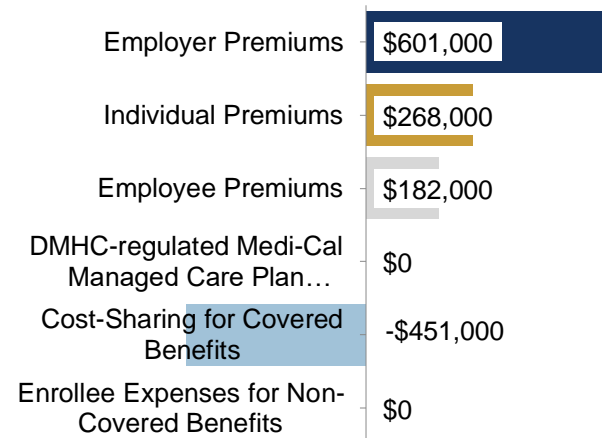 Employer Premiums $601,000
Individual Premiums $268,000
Employee Premiums $182,000
DMHC-regulated Medi-Cal
Managed Care Plan… $0
Cost-Sharing for Covered
Benefits -$451,000
Enrollee Expenses for Non-
Covered Benefits $0